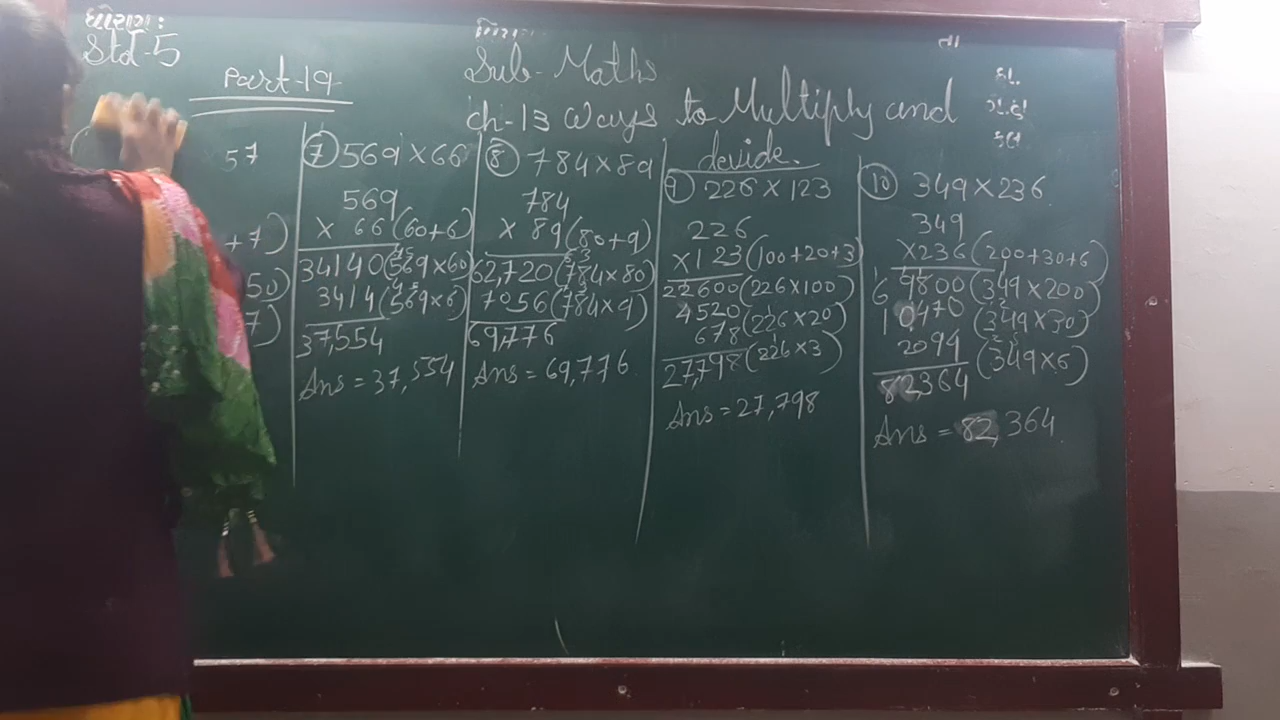 ધોરણ :
Std-5
Part-19
Sub- Maths
ch-13 Ways to Multiply and
devide.
તા
57
+7)
50)
7)
7 569 × 66
569
× 66 (60+6)
34140 (569×60)
3414 (569×6)
37,554
Ans = 37,554
8 784 × 89
784
× 89 (80+9)
62,720 (784×80)
7056 (784×9)
69,776
Ans = 69,776
9 226 × 123
226
×123 (100+20+3)
22600 (226×100)
4520 (226×20)
678 (226×3)
27,798
Ans = 27,798
10 349 × 236
349
×236 (200+30+6)
69800 (349×200)
10470 (349×30)
2094 (349×6)
82364
Ans = 82,364